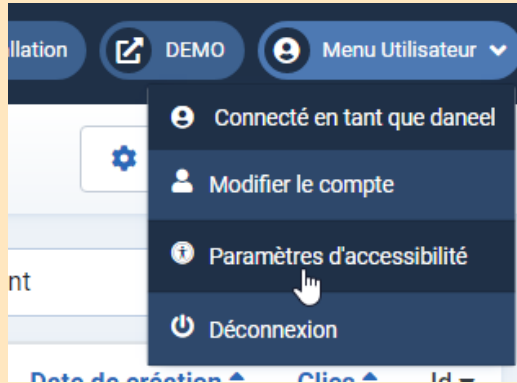 llation DEMO Menu Utilisateur
Connecté en tant que daneel
Modifier le compte
Paramètres d'accessibilité
nt
Déconnexion
Date de création Clics Id